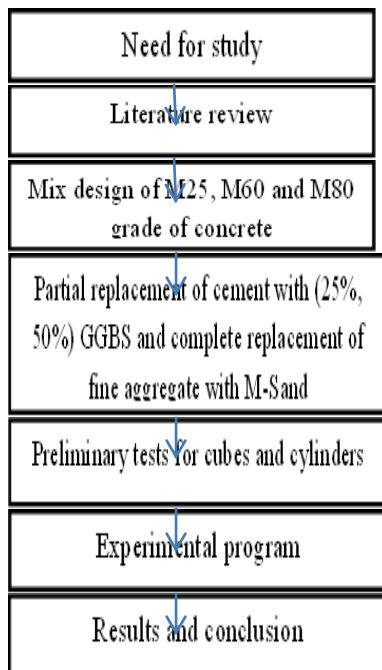 Need for study
Literature review
Mix design of M25, M60 and M80
grade of concrete
Partial replacement of cement with (25%,
50%) GGBS and complete replacement of
fine aggregate with M-Sand
Preliminary tests for cubes and cylinders
Experimental program
Results and conclusion